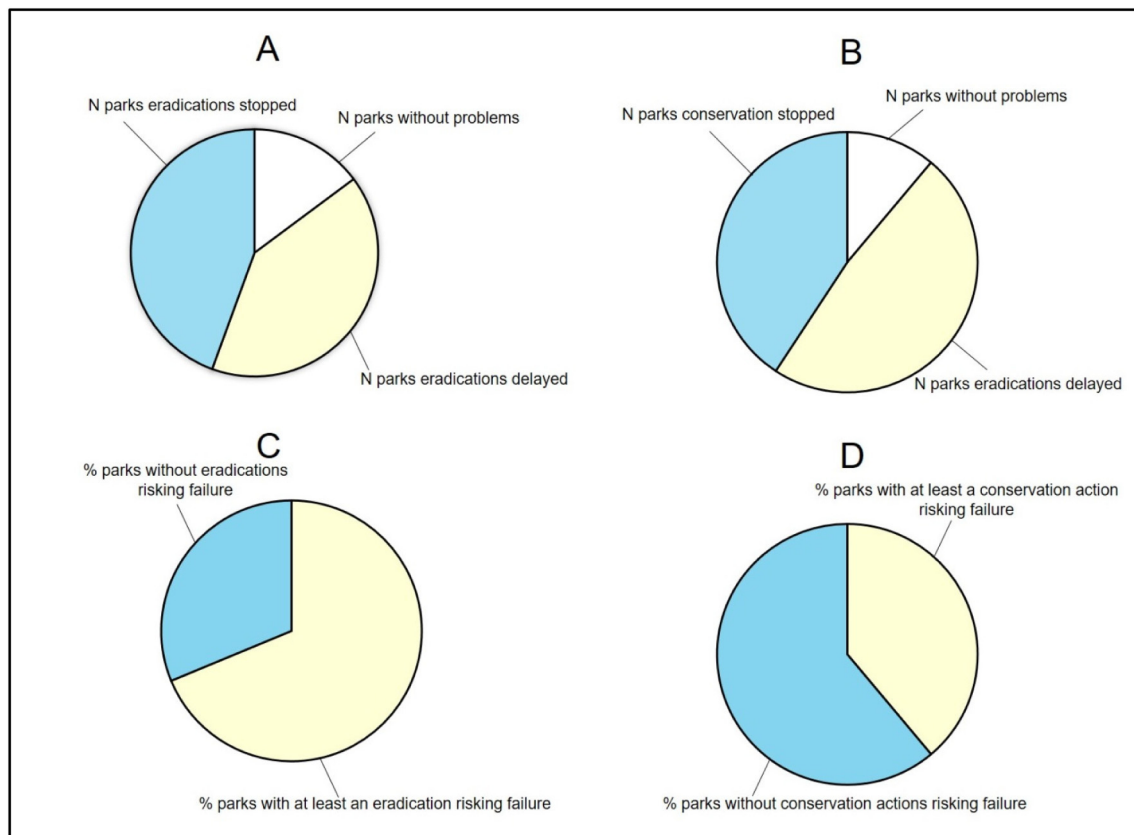 A
N parks eradications stopped
N parks without problems
N parks eradications delayed
B
N parks without problems
N parks conservation stopped
N parks eradications delayed
C
% parks without eradications
risking failure
% parks with at least an eradication risking failure
D
% parks with at least a conservation action
risking failure
% parks without conservation actions risking failure